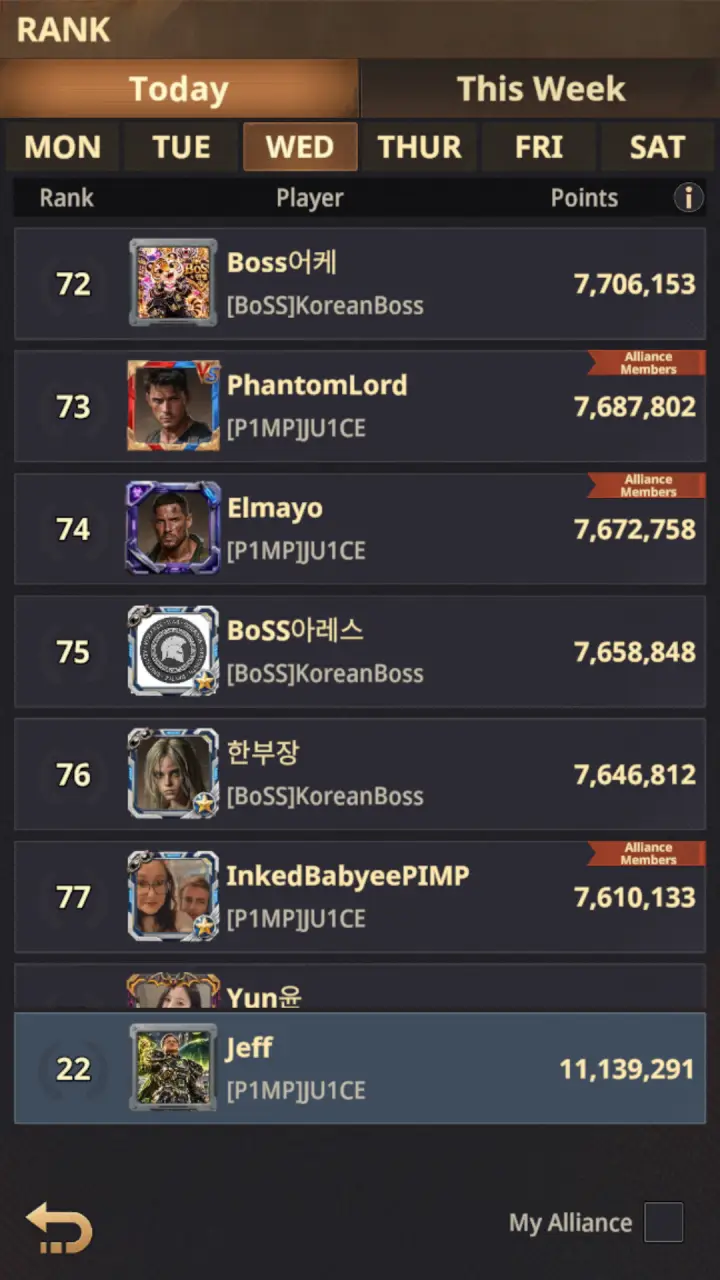 RANK
Today
This Week
MON
TUE
WED
THUR
FRI
SAT
Rank
Player
Points
72
Boss어케
[BoSS]KoreanBoss
7,706,153
Alliance
Members
73
PhantomLord
[P1MP]JU1CE
7,687,802
Alliance
Members
74
Elmayo
[P1MP]JU1CE
7,672,758
75
BoSS아레스
[BoSS]KoreanBoss
7,658,848
76
한부장
[BoSS]KoreanBoss
7,646,812
Alliance
Members
77
InkedBabyeePIMP
[P1MP]JU1CE
7,610,133
Yun윤
22
Jeff
[P1MP]JU1CE
11,139,291
My Alliance